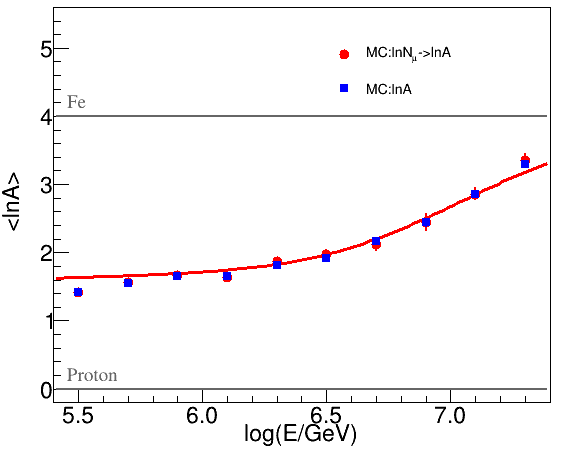 MC:lnNμ->lnA
MC:lnA
5
Fe
4
3
2
1
Proton
0
<lnA>
5.5 6.0 6.5 7.0
log(E/GeV)